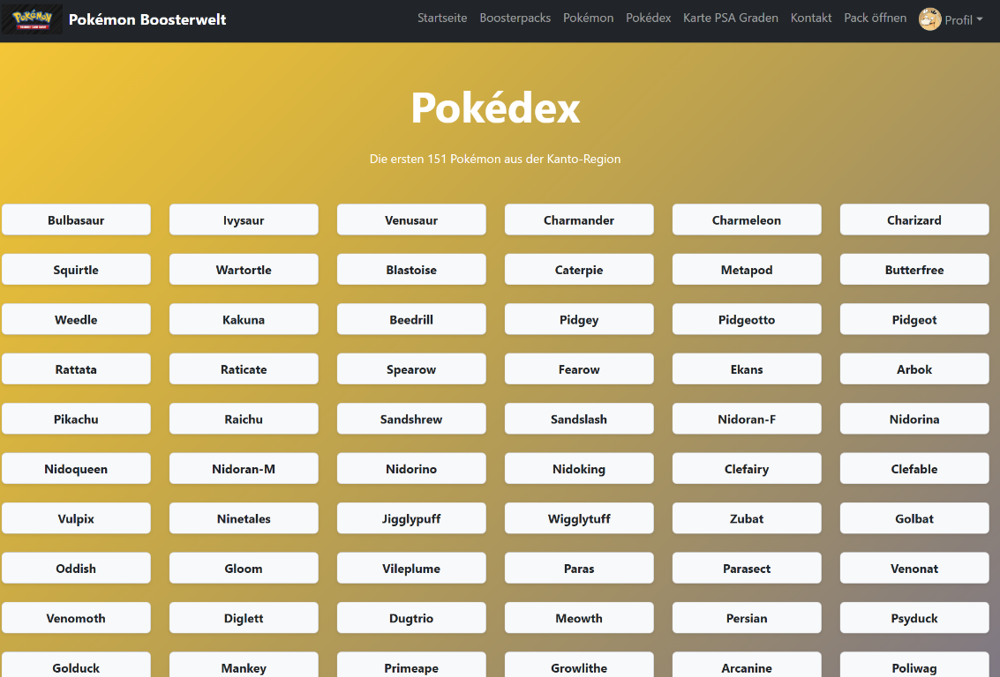 Pokémon Pokémon Boosterwelt Startseite Boosterpacks Pokémon Pokédex Karte PSA Graden Kontakt Pack öffnen Profil
Pokédex
Die ersten 151 Pokémon aus der Kanto-Region
Bulbasaur Ivysaur Venusaur Charmander Charmeleon Charizard
Squirtle Wartortle Blastoise Caterpie Metapod Butterfree
Weedle Kakuna Beedrill Pidgey Pidgeotto Pidgeot
Rattata Raticate Spearow Fearow Ekans Arbok
Pikachu Raichu Sandshrew Sandslash Nidoran-F Nidorina
Nidoqueen Nidoran-M Nidorino Nidoking Clefairy Clefable
Vulpix Ninetales Jigglypuff Wigglytuff Zubat Golbat
Oddish Gloom Vileplume Paras Parasect Venonat
Venomoth Diglett Dugtrio Meowth Persian Psyduck
Golduck Mankey Primeape Growlithe Arcanine Poliwag